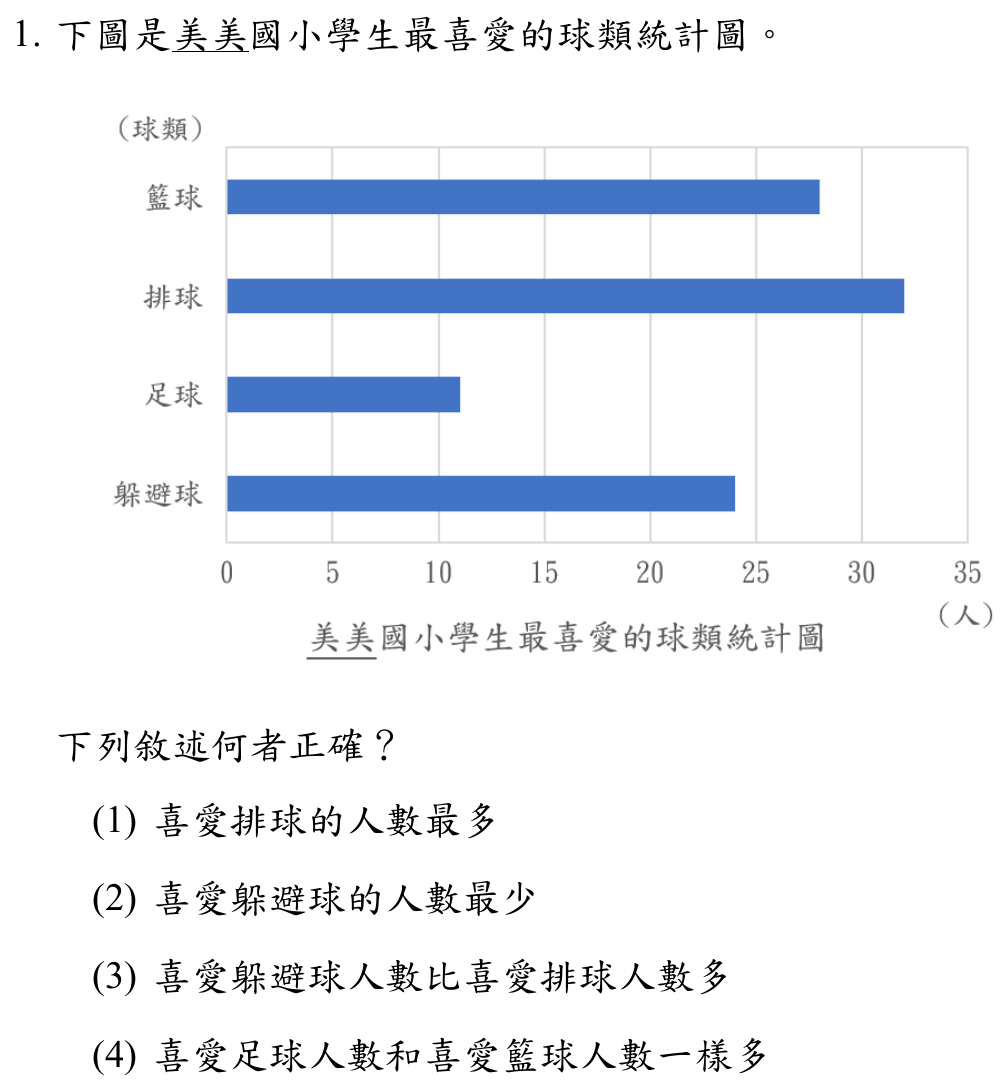 1. 下圖是美美國小學生最喜愛的球類統計圖。
（球類）
籃球
排球
足球
躲避球
0 5 10 15 20 25 30 35
（人）
美美國小學生最喜愛的球類統計圖
下列敘述何者正確？
(1) 喜愛排球的人數最多
(2) 喜愛躲避球的人數最少
(3) 喜愛躲避球人數比喜愛排球人數多
(4) 喜愛足球人數和喜愛籃球人數一樣多